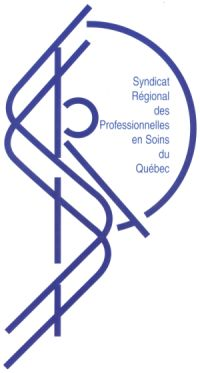 Syndicat
Régional
des
Professionnelles
en Soins
du
Québec